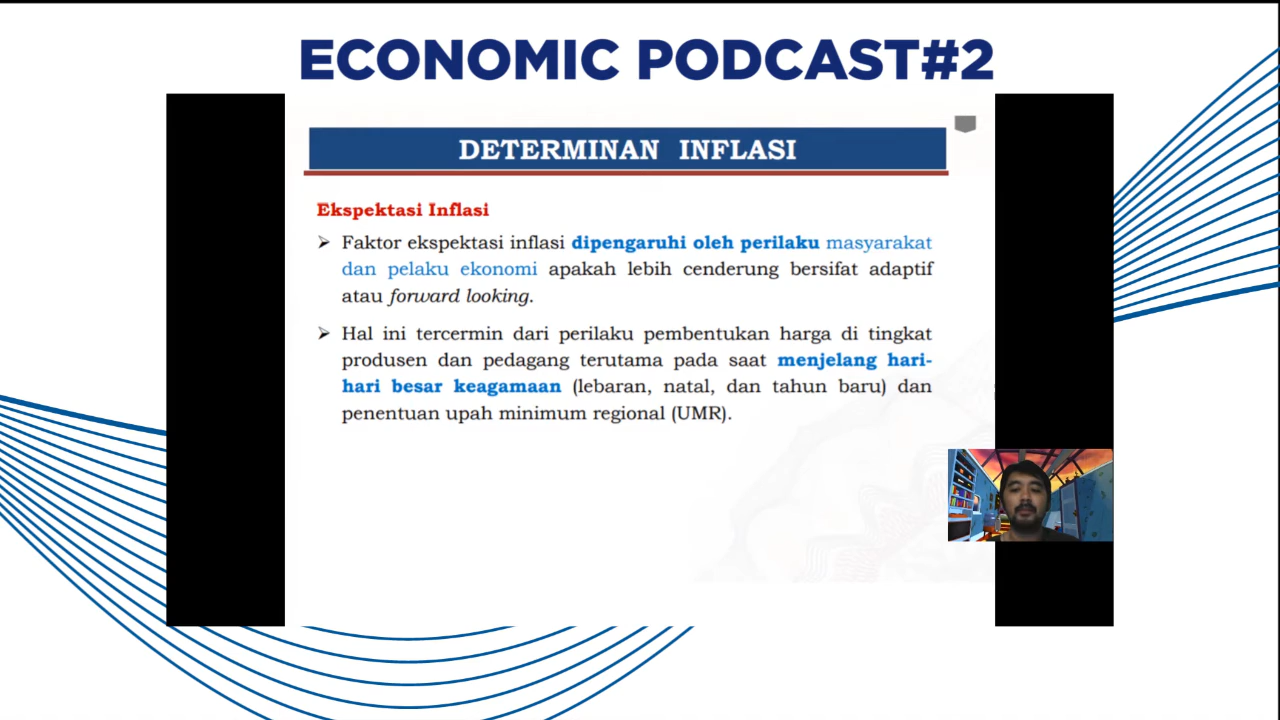 ECONOMIC PODCAST#2
DETERMINAN INFLASI
Ekspektasi Inflasi
➤ Faktor ekspektasi inflasi dipengaruhi oleh perilaku masyarakat
dan pelaku ekonomi apakah lebih cenderung bersifat adaptif
atau forward looking.
➤ Hal ini tercermin dari perilaku pembentukan harga di tingkat
produsen dan pedagang terutama pada saat menjelang hari-
hari besar keagamaan (lebaran, natal, dan tahun baru) dan
penentuan upah minimum regional (UMR).